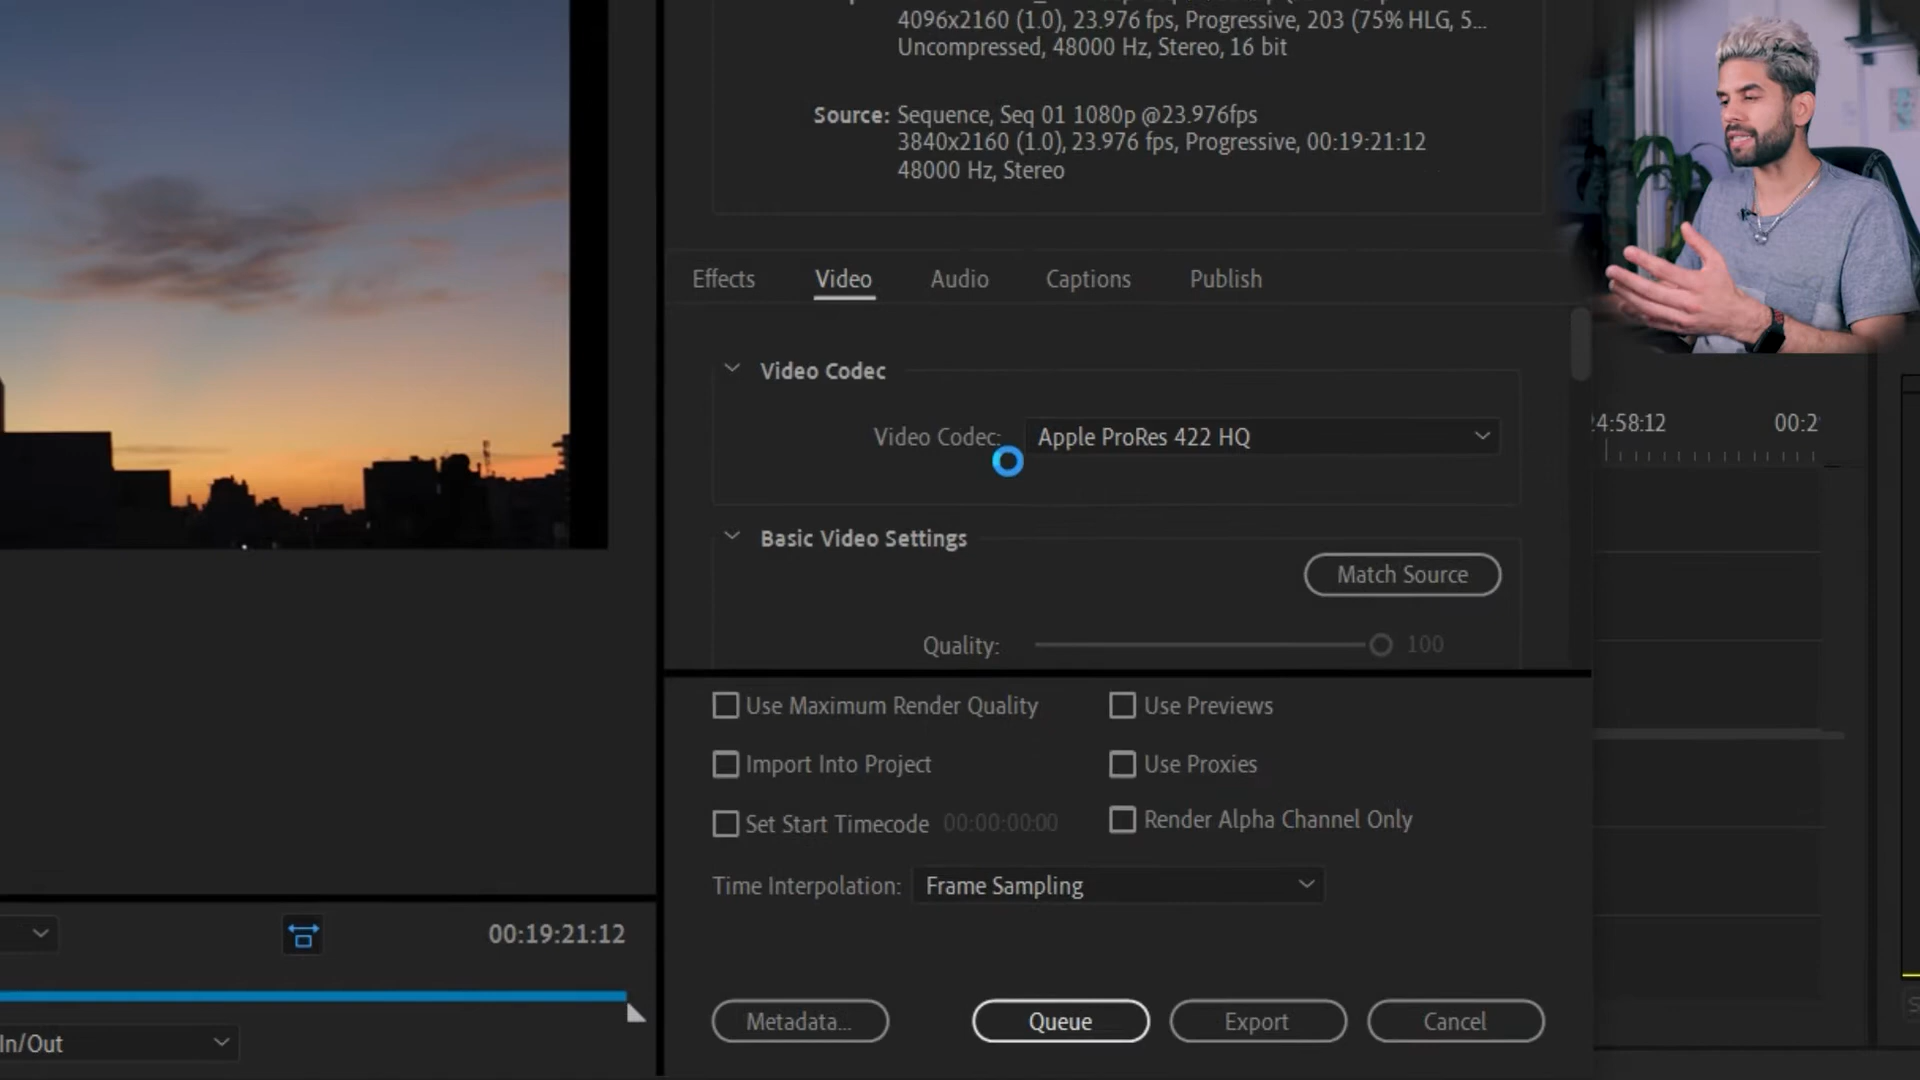 4096x2160 (1.0), 23.976 fps, Progressive, 203 (75% HLG, 5...
Uncompressed, 48000 Hz, Stereo, 16 bit
Source: Sequence, Seq 01 1080p @23.976fps
3840x2160 (1.0), 23.976 fps, Progressive, 00:19:21:12
48000 Hz, Stereo
Effects Video Audio Captions Publish
Video Codec
Video Codec: Apple ProRes 422 HQ
4:58:12 00:2
Basic Video Settings
Match Source
Quality: 100
Use Maximum Render Quality Use Previews
Import Into Project Use Proxies
Set Start Timecode 00:00:00:00 Render Alpha Channel Only
Time Interpolation: Frame Sampling
00:19:21:12
Metadata... Queue Export Cancel
In/Out